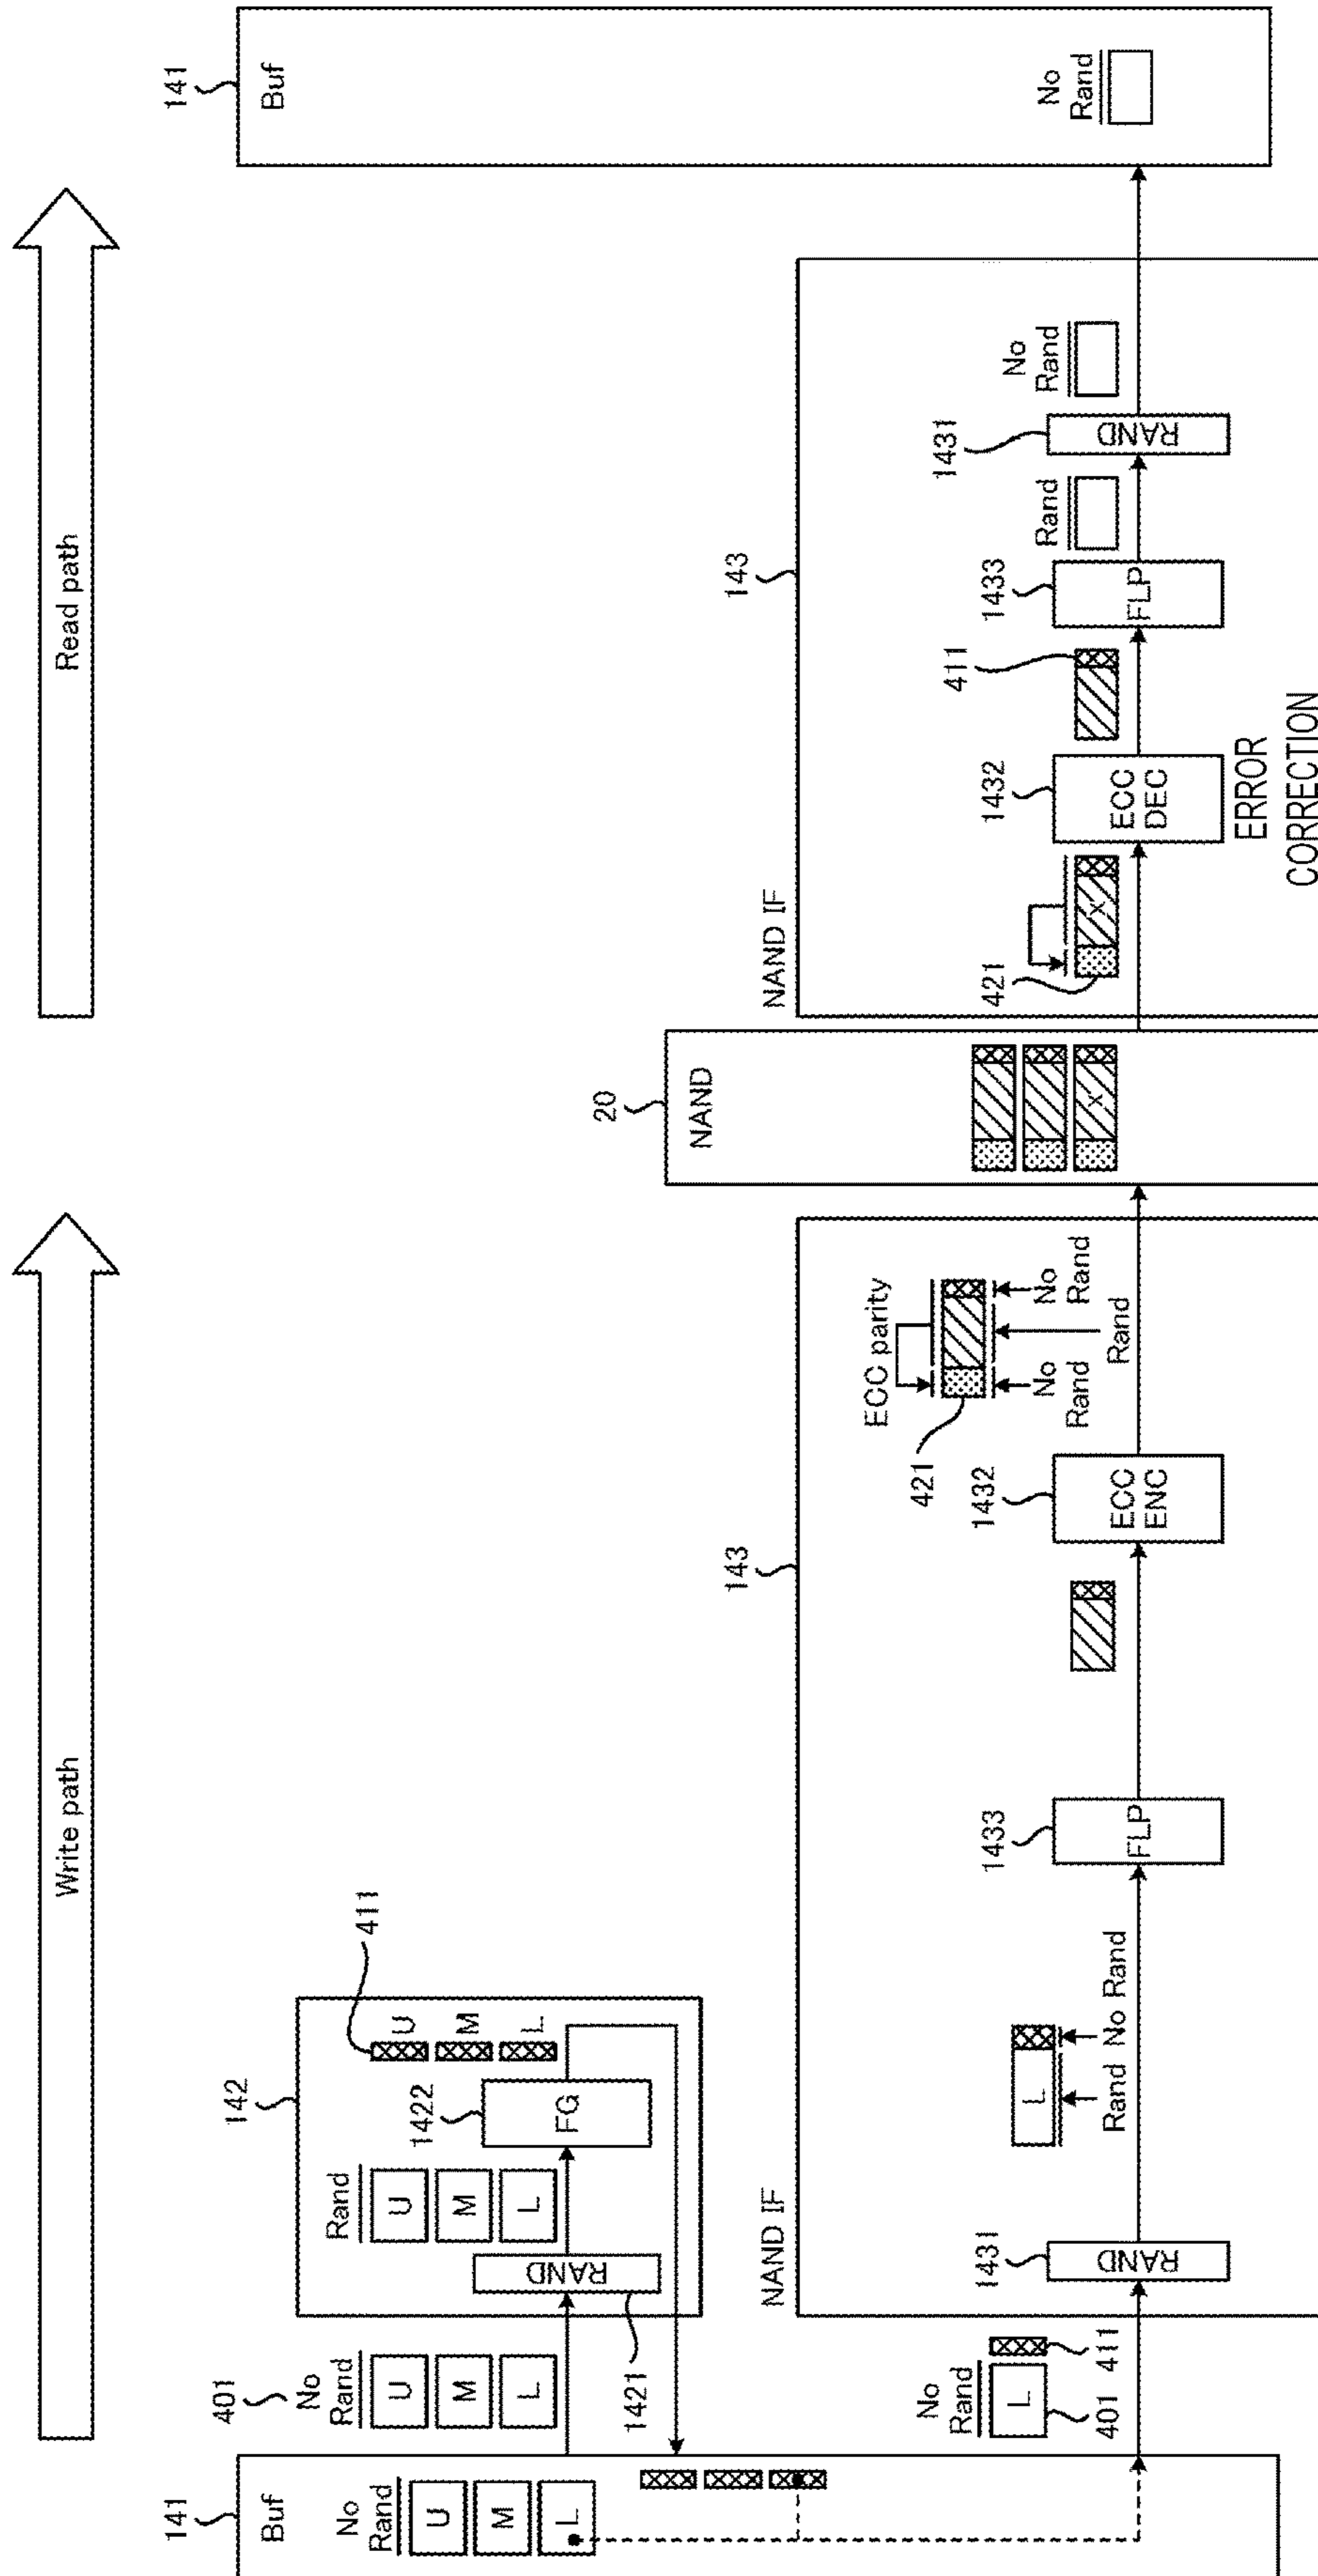 Write path
Read path
141
Buf
No
Rand
U
M
L
401
No
Rand
U
M
L
142
RAND
1421
Rand
U
M
L
1422
FG
411
U
M
L
No
Rand
L
401
411
NAND IF
143
1431
RAND
L
Rand
No Rand
1433
FLP
1432
ECC
ENC
ECC parity
421
No
Rand
Rand
No
Rand
20
NAND
x
NAND IF
143
421
x
1432
ECC
DEC
ERROR
CORRECTION
411
1433
FLP
Rand
1431
RAND
No
Rand
141
Buf
No
Rand